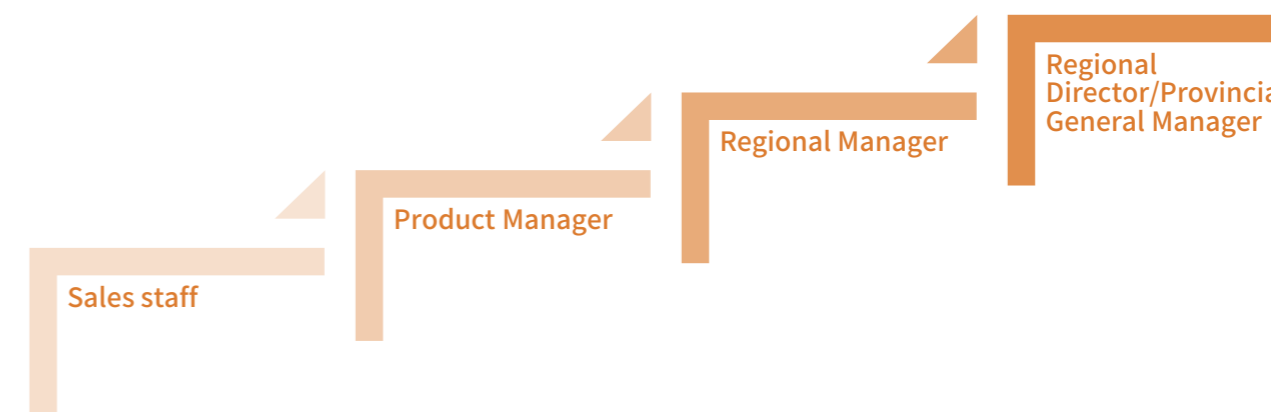 Regional
Director/Provincia
General Manager
Regional Manager
Product Manager
Sales staff